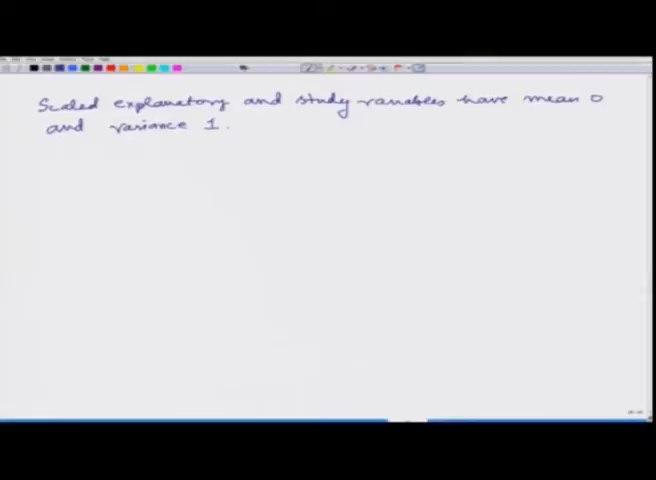 Scaled explanatory and study variables have mean 0
and variance 1.